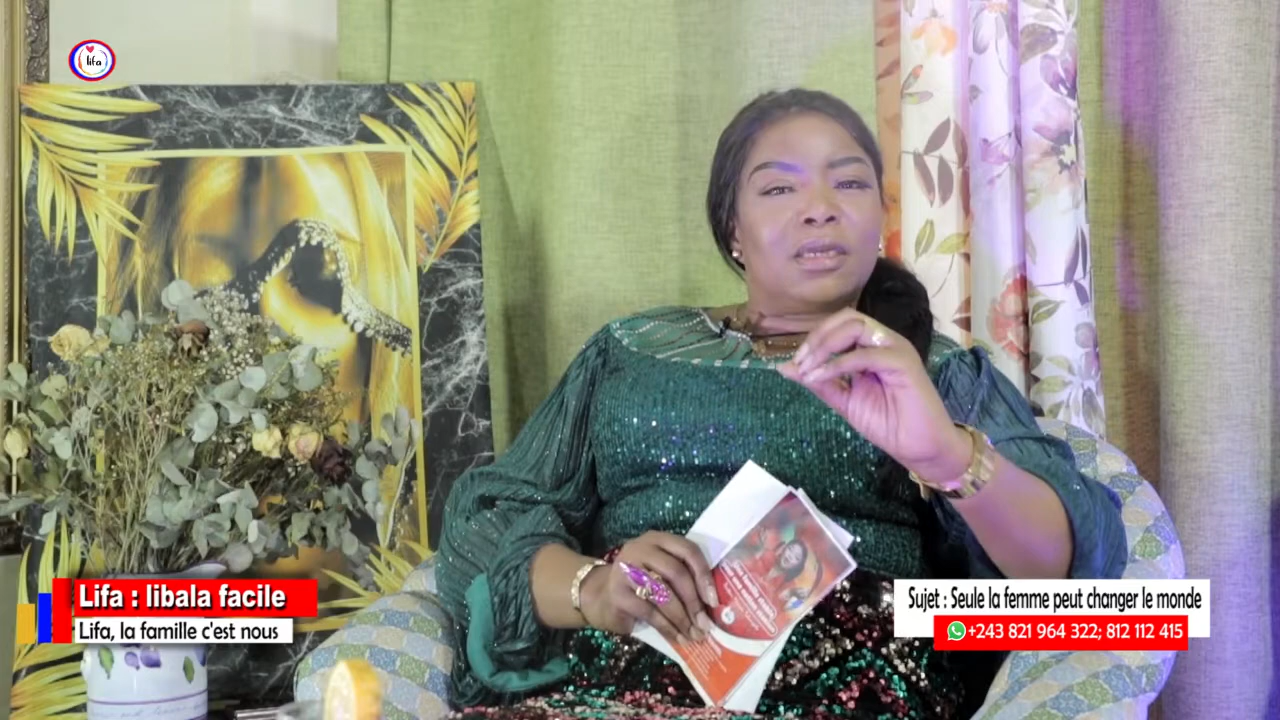 lifa
Lifa : libala facile
Lifa, la famille c'est nous
Sujet : Seule la femme peut changer le monde
+243 821 964 322; 812 112 415